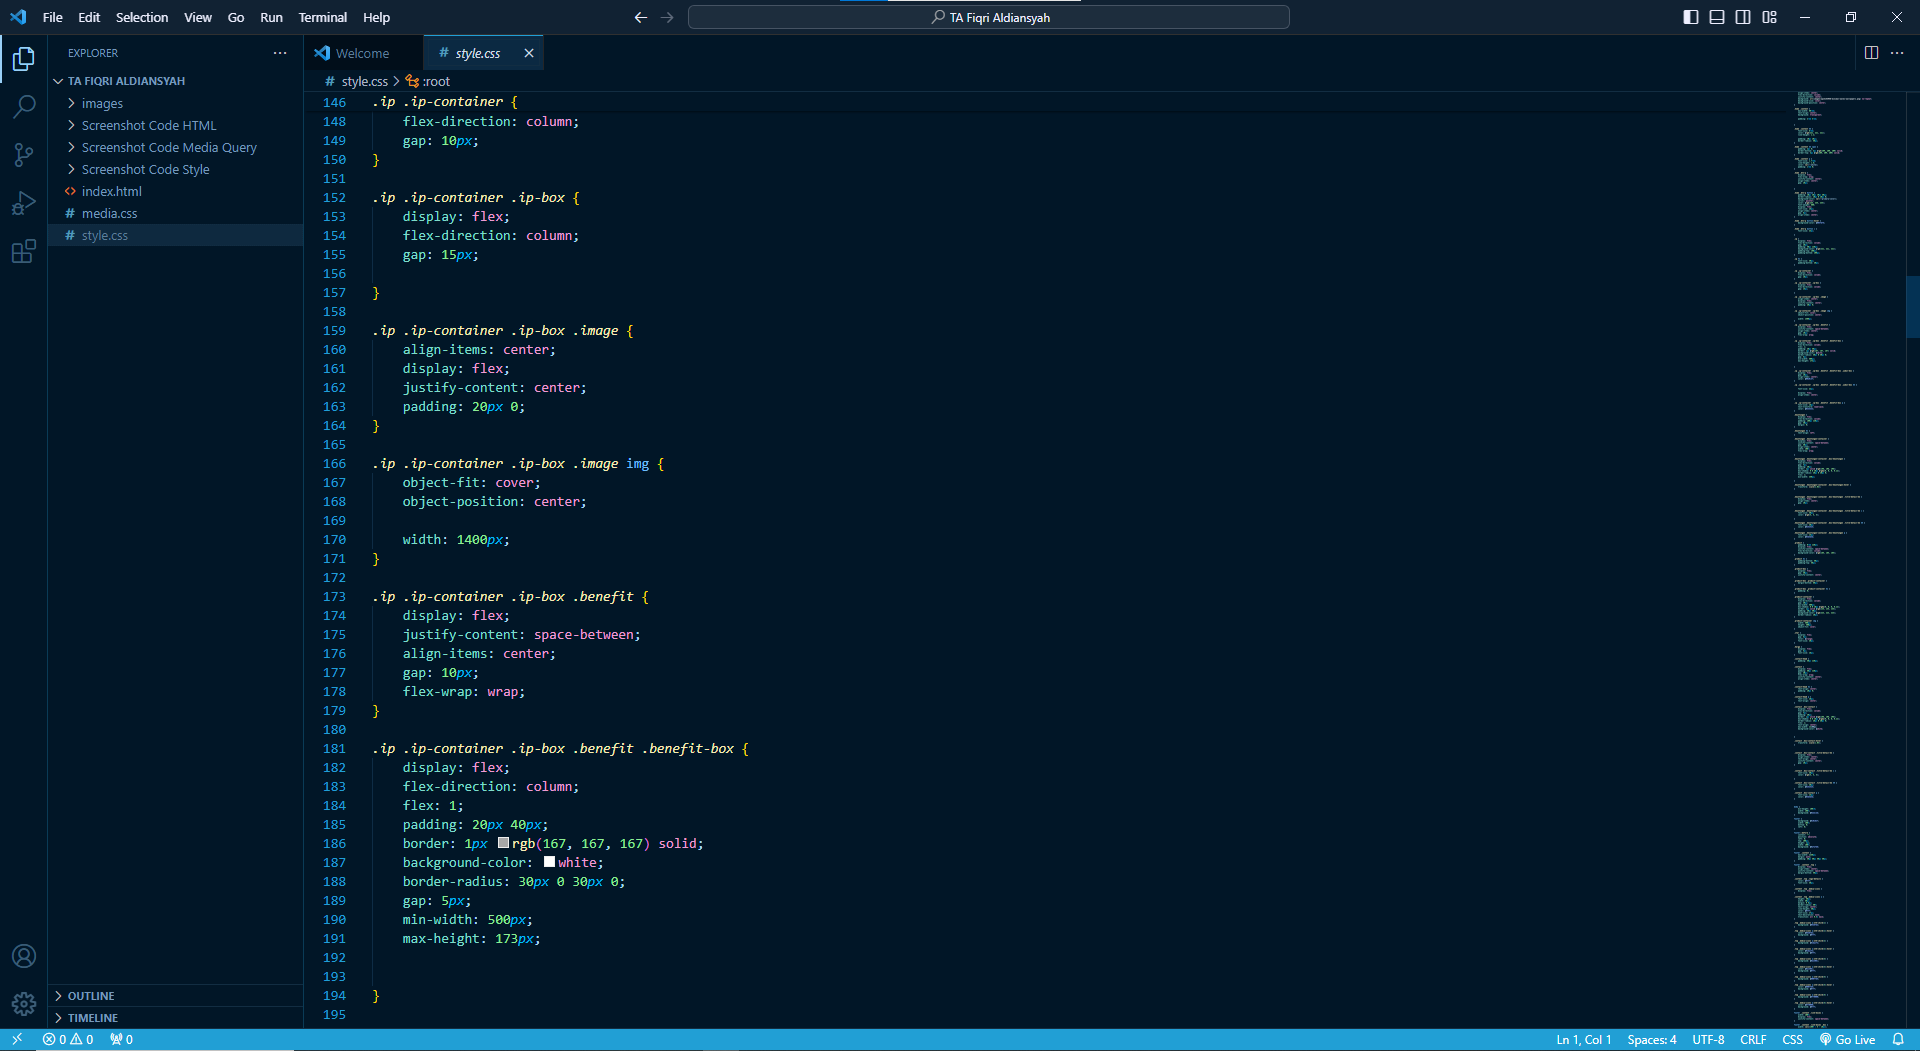 File Edit Selection View Go Run Terminal Help
TA Fiqri Aldiansyah
EXPLORER
TA FIQRI ALDIANSYAH
images
Screenshot Code HTML
Screenshot Code Media Query
Screenshot Code Style
index.html
# media.css
# style.css
OUTLINE
TIMELINE
Welcome # style.css
# style.css > :root
146 .ip .ip-container {
148 flex-direction: column;
149 gap: 10px;
150 }
151
152 .ip .ip-container .ip-box {
153 display: flex;
154 flex-direction: column;
155 gap: 15px;
156
157 }
158
159 .ip .ip-container .ip-box .image {
160 align-items: center;
161 display: flex;
162 justify-content: center;
163 padding: 20px 0;
164 }
165
166 .ip .ip-container .ip-box .image img {
167 object-fit: cover;
168 object-position: center;
169
170 width: 1400px;
171 }
172
173 .ip .ip-container .ip-box .benefit {
174 display: flex;
175 justify-content: space-between;
176 align-items: center;
177 gap: 10px;
178 flex-wrap: wrap;
179 }
180
181 .ip .ip-container .ip-box .benefit .benefit-box {
182 display: flex;
183 flex-direction: column;
184 flex: 1;
185 padding: 20px 40px;
186 border: 1px rgb(167, 167, 167) solid;
187 background-color: white;
188 border-radius: 30px 0 30px 0;
189 gap: 5px;
190 min-width: 500px;
191 max-height: 173px;
192
193
194 }
195
0 0 0 Ln 1, Col 1 Spaces: 4 UTF-8 CRLF CSS Go Live